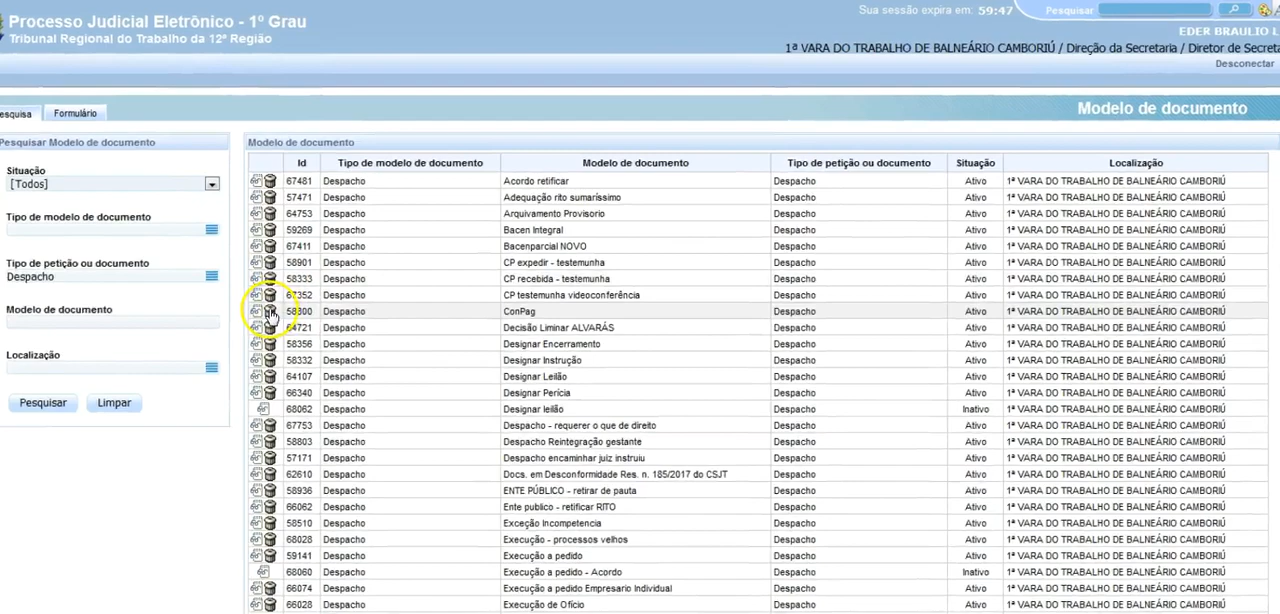 Processo Judicial Eletrônico - 1º Grau
Tribunal Regional do Trabalho da 12ª Região
Sua sessão expira em: 59:47
Pesquisar
EDER BRAULIO L
1ª VARA DO TRABALHO DE BALNEÁRIO CAMBORIÚ / Direção da Secretaria / Diretor de Secreta
Desconectar
esquisa Formulário
Modelo de documento
Pesquisar Modelo de documento
Situação
[Todos]
Tipo de modelo de documento
Tipo de petição ou documento
Despacho
Modelo de documento
Localização
Pesquisar Limpar
Modelo de documento
Id Tipo de modelo de documento Modelo de documento Tipo de petição ou documento Situação Localização
67481 Despacho Acordo retificar Despacho Ativo 1ª VARA DO TRABALHO DE BALNEÁRIO CAMBORIÚ
57471 Despacho Adequação rito sumaríssimo Despacho Ativo 1ª VARA DO TRABALHO DE BALNEÁRIO CAMBORIÚ
64753 Despacho Arquivamento Provisorio Despacho Ativo 1ª VARA DO TRABALHO DE BALNEÁRIO CAMBORIÚ
59269 Despacho Bacen Integral Despacho Ativo 1ª VARA DO TRABALHO DE BALNEÁRIO CAMBORIÚ
67411 Despacho Bacenparcial NOVO Despacho Ativo 1ª VARA DO TRABALHO DE BALNEÁRIO CAMBORIÚ
58901 Despacho CP expedir - testemunha Despacho Ativo 1ª VARA DO TRABALHO DE BALNEÁRIO CAMBORIÚ
58333 Despacho CP recebida - testemunha Despacho Ativo 1ª VARA DO TRABALHO DE BALNEÁRIO CAMBORIÚ
67352 Despacho CP testemunha videoconferência Despacho Ativo 1ª VARA DO TRABALHO DE BALNEÁRIO CAMBORIÚ
58300 Despacho ConPag Despacho Ativo 1ª VARA DO TRABALHO DE BALNEÁRIO CAMBORIÚ
64721 Despacho Decisão Liminar ALVARÁS Despacho Ativo 1ª VARA DO TRABALHO DE BALNEÁRIO CAMBORIÚ
58356 Despacho Designar Encerramento Despacho Ativo 1ª VARA DO TRABALHO DE BALNEÁRIO CAMBORIÚ
58332 Despacho Designar Instrução Despacho Ativo 1ª VARA DO TRABALHO DE BALNEÁRIO CAMBORIÚ
64107 Despacho Designar Leilão Despacho Ativo 1ª VARA DO TRABALHO DE BALNEÁRIO CAMBORIÚ
66340 Despacho Designar Perícia Despacho Ativo 1ª VARA DO TRABALHO DE BALNEÁRIO CAMBORIÚ
68062 Despacho Designar leilão Despacho Inativo 1ª VARA DO TRABALHO DE BALNEÁRIO CAMBORIÚ
67753 Despacho Despacho - requerer o que de direito Despacho Ativo 1ª VARA DO TRABALHO DE BALNEÁRIO CAMBORIÚ
58803 Despacho Despacho Reintegração gestante Despacho Ativo 1ª VARA DO TRABALHO DE BALNEÁRIO CAMBORIÚ
57171 Despacho Despacho encaminhar juiz instruiu Despacho Ativo 1ª VARA DO TRABALHO DE BALNEÁRIO CAMBORIÚ
62610 Despacho Docs. em Desconformidade Res. n. 185/2017 do CSJT Despacho Ativo 1ª VARA DO TRABALHO DE BALNEÁRIO CAMBORIÚ
58936 Despacho ENTE PÚBLICO - retirar de pauta Despacho Ativo 1ª VARA DO TRABALHO DE BALNEÁRIO CAMBORIÚ
66062 Despacho Ente publico - retificar RITO Despacho Ativo 1ª VARA DO TRABALHO DE BALNEÁRIO CAMBORIÚ
58510 Despacho Exceção Incompetencia Despacho Ativo 1ª VARA DO TRABALHO DE BALNEÁRIO CAMBORIÚ
68028 Despacho Execução - processos velhos Despacho Ativo 1ª VARA DO TRABALHO DE BALNEÁRIO CAMBORIÚ
59141 Despacho Execução a pedido Despacho Ativo 1ª VARA DO TRABALHO DE BALNEÁRIO CAMBORIÚ
68060 Despacho Execução a pedido - Acordo Despacho Inativo 1ª VARA DO TRABALHO DE BALNEÁRIO CAMBORIÚ
66074 Despacho Execução a pedido Empresario Individual Despacho Ativo 1ª VARA DO TRABALHO DE BALNEÁRIO CAMBORIÚ
66028 Despacho Execução de Ofício Despacho Ativo 1ª VARA DO TRABALHO DE BALNEÁRIO CAMBORIÚ